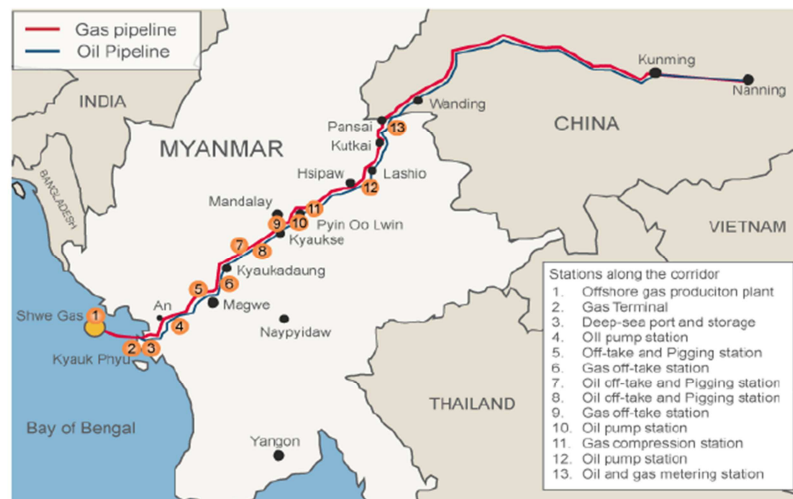 Gas pipeline
Oil Pipeline
INDIA
BANGLADESH
MYANMAR
CHINA
VIETNAM
THAILAND
Kunming
Nanning
Wanding
Pansai
13
Kutkai
Hsipaw
Lashio
12
Mandalay
11
9
10
Pyin Oo Lwin
Kyaukse
7
8
Kyaukadaung
5
6
Magwe
An
4
Naypyidaw
Shwe Gas
1
Kyauk Phyu
2
3
Bay of Bengal
Yangon
Stations along the corridor
1. Offshore gas produciton plant
2. Gas Terminal
3. Deep-sea port and storage
4. OIl pump station
5. Off-take and Pigging station
6. Gas off-take station
7. Oil off-take and Pigging station
8. Oil off-take and Pigging station
9. Gas off-take station
10. Oil pump station
11. Gas compression station
12. Oil pump station
13. Oil and gas metering station